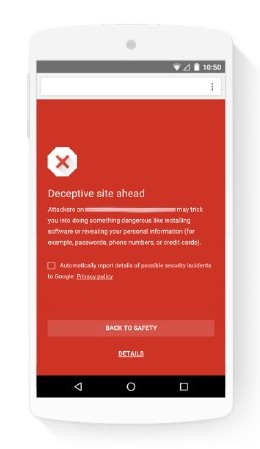 10:50
Deceptive site ahead
Attackers on may trick
you into doing something dangerous like installing
software or revealing your personal information (for
example, passwords, phone numbers, or credit cards).
Automatically report details of possible security incidents
to Google. Privacy policy
BACK TO SAFETY
DETAILS